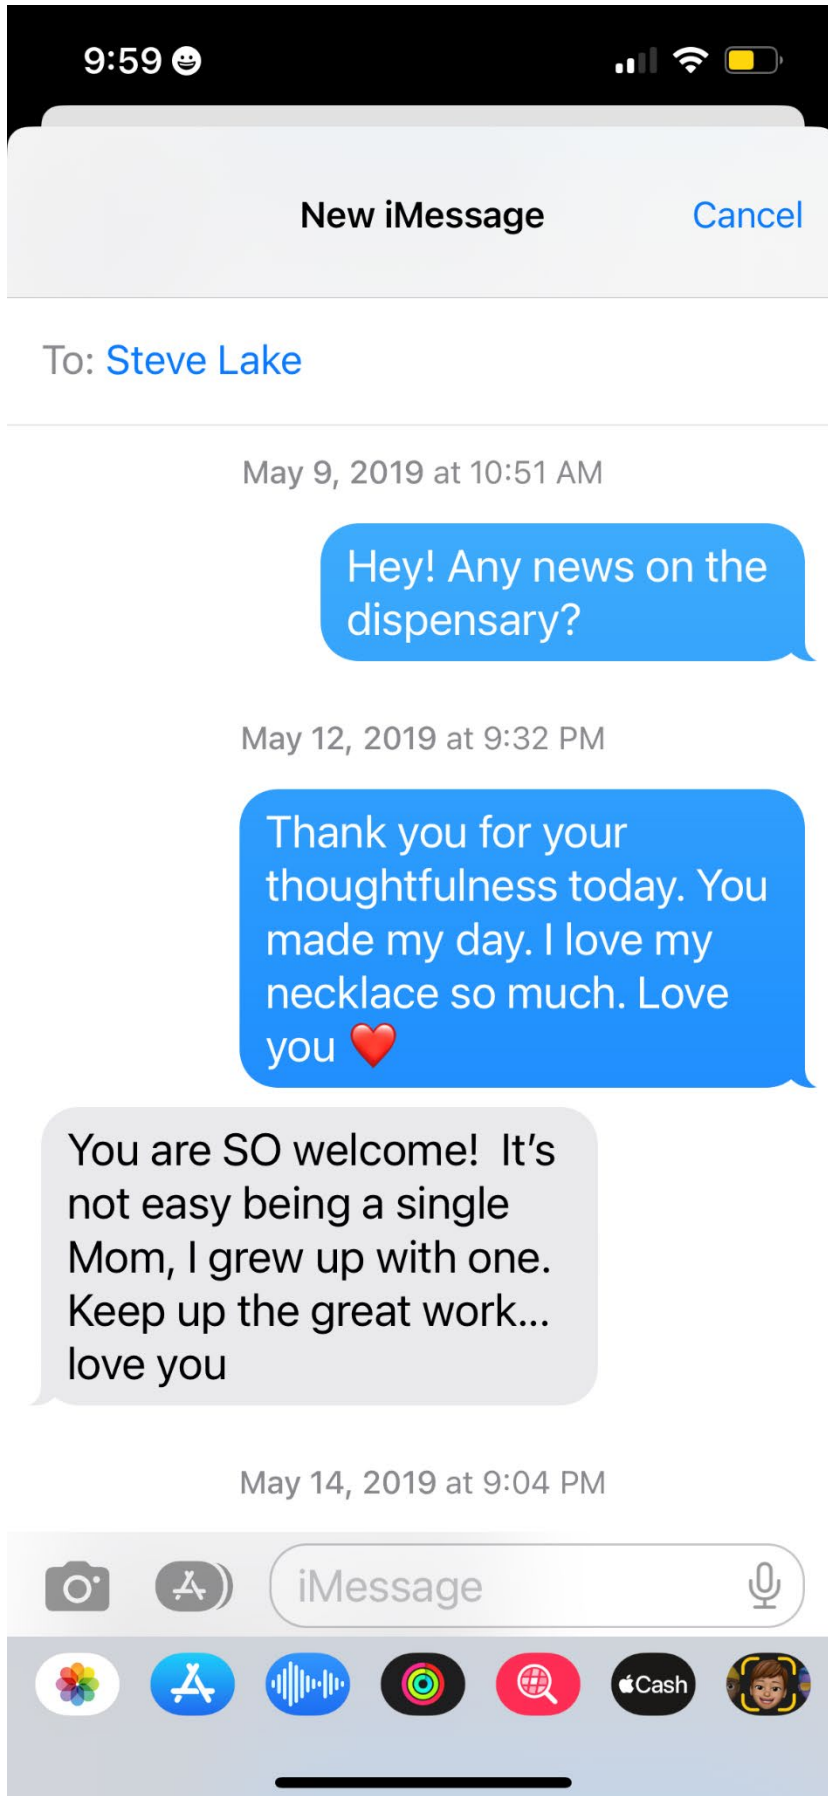 9:59
New iMessage
Cancel
To: Steve Lake
May 9, 2019 at 10:51 AM
Hey! Any news on the
dispensary?
May 12, 2019 at 9:32 PM
Thank you for your
thoughtfulness today. You
made my day. I love my
necklace so much. Love
you ❤️
You are SO welcome!  It’s
not easy being a single
Mom, I grew up with one.
Keep up the great work...
love you
May 14, 2019 at 9:04 PM
iMessage
Cash